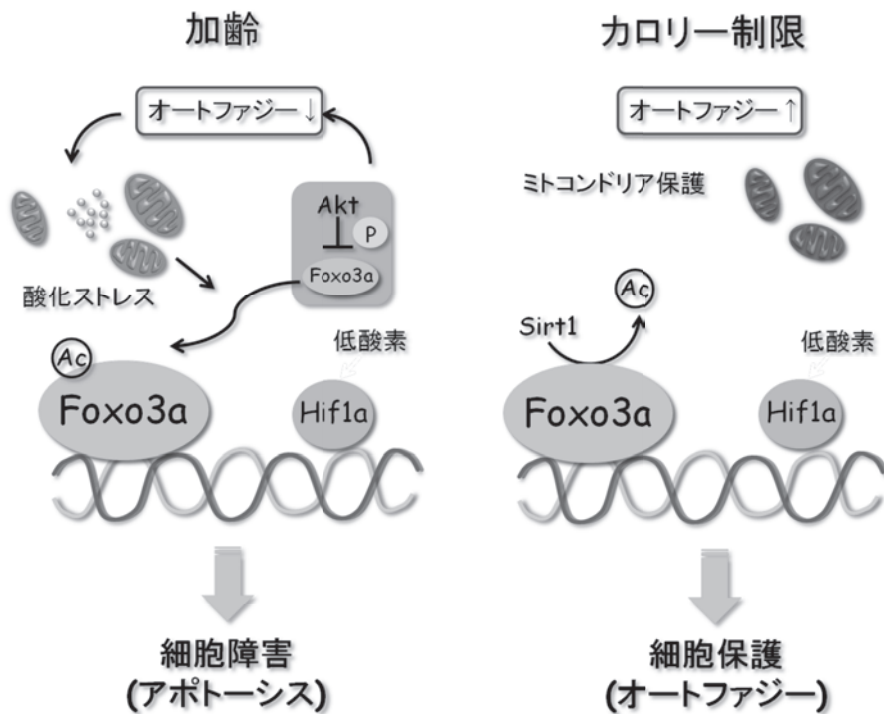 加齢
オートファジー↓
Akt
P
Foxo3a
酸化ストレス
低酸素
Ac
Foxo3a
Hif1a
細胞障害
(アポトーシス)
カロリー制限
オートファジー↑
ミトコンドリア保護
Ac
Sirt1
低酸素
Foxo3a
Hif1a
細胞保護
(オートファジー)